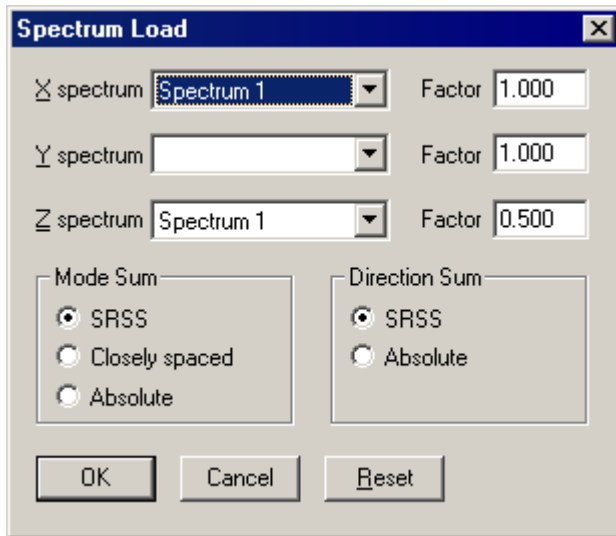 Spectrum Load
X spectrum Spectrum 1 Factor 1.000
Y spectrum Factor 1.000
Z spectrum Spectrum 1 Factor 0.500
Mode Sum Direction Sum
SRSS SRSS
Closely spaced Absolute
Absolute
OK Cancel Reset